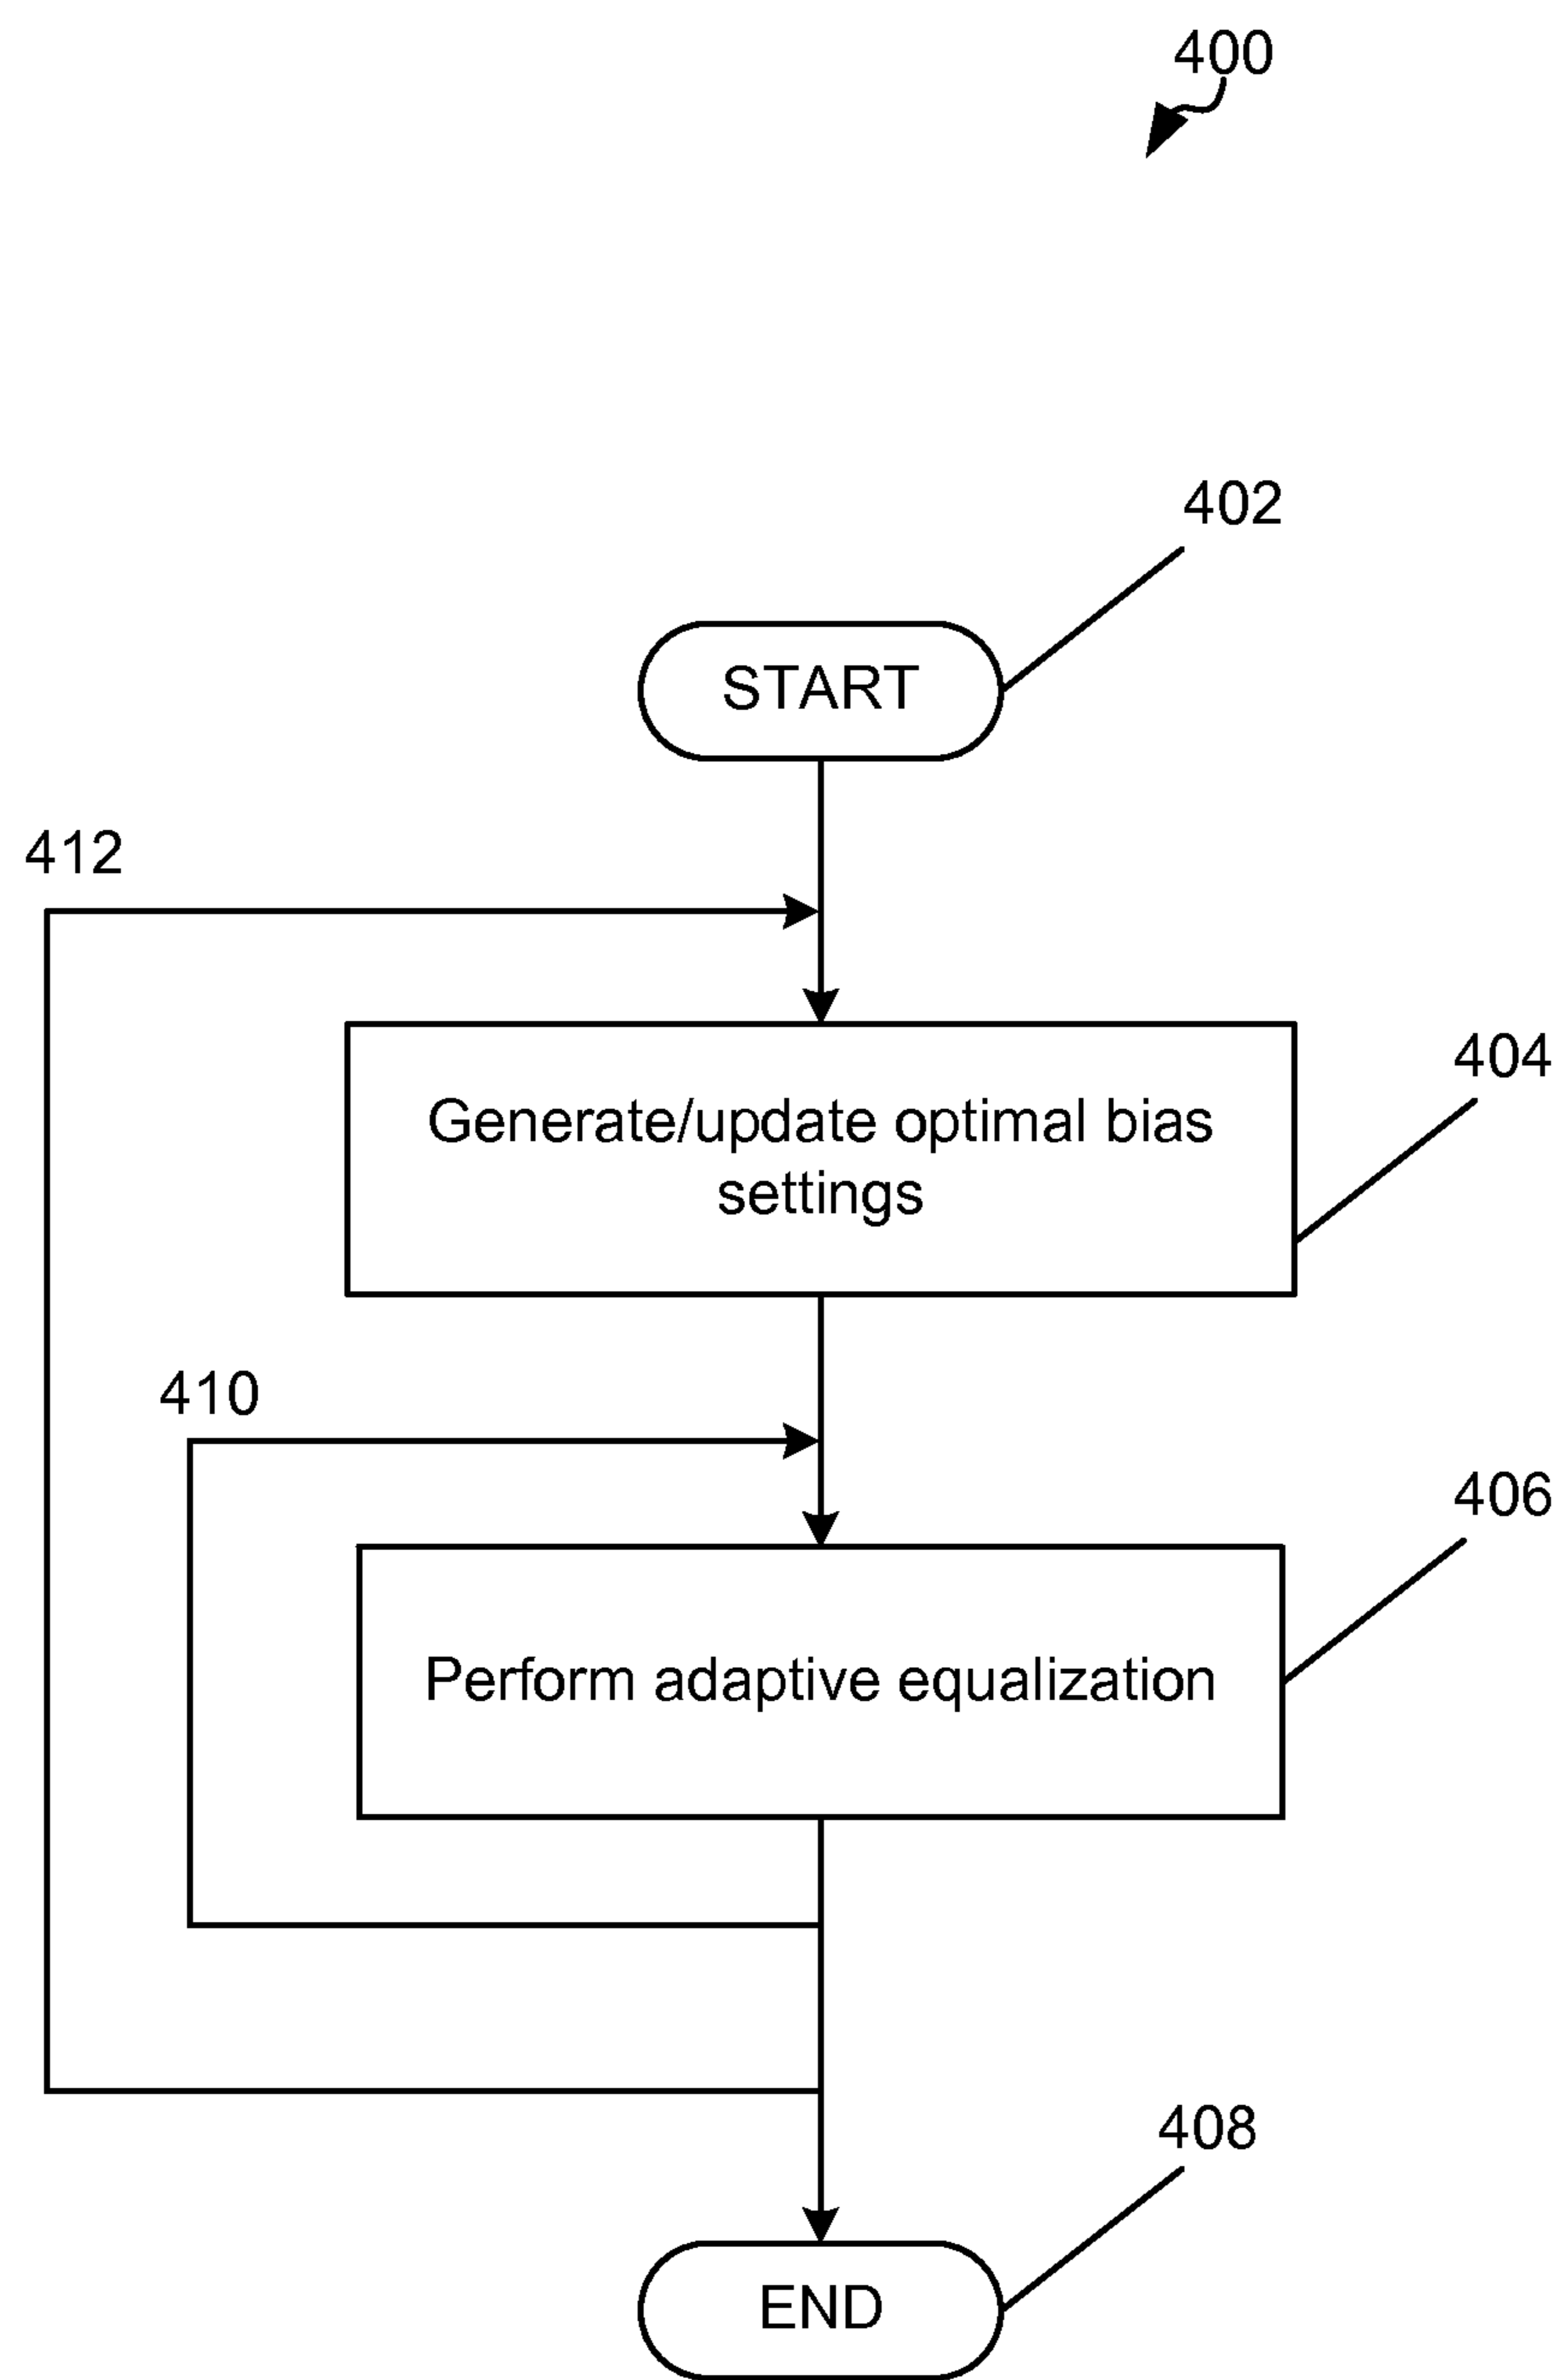 400
402
START
412
404
Generate/update optimal bias
settings
410
406
Perform adaptive equalization
408
END